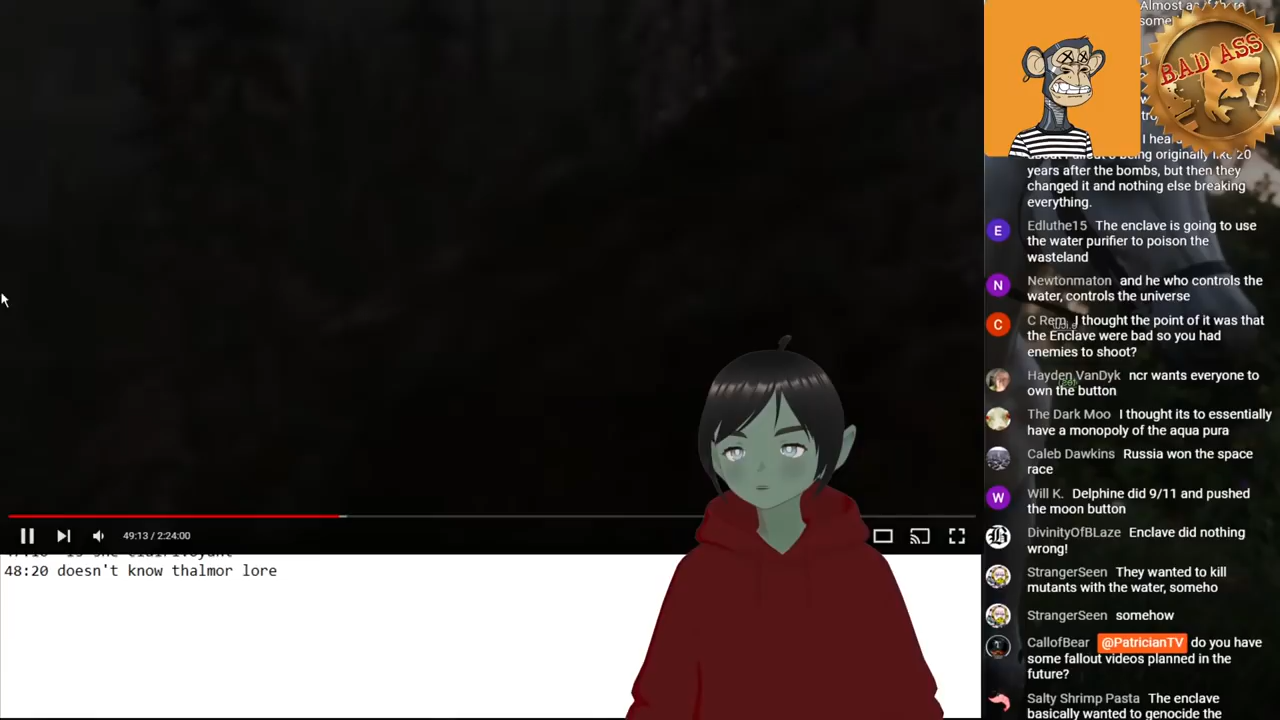 49:13 / 2:24:00
48:20 doesn't know thalmor lore
BAD ASS
being originally like 20
years after the bombs, but then they
changed it and nothing else breaking
everything.
Edluthe15 The enclave is going to use
the water purifier to poison the
wasteland
Newtonmaton and he who controls the
water, controls the universe
C Rem I thought the point of it was that
the Enclave were bad so you had
enemies to shoot?
Hayden VanDyk ncr wants everyone to
own the button
The Dark Moo I thought its to essentially
have a monopoly of the aqua pura
Caleb Dawkins Russia won the space
race
Will K. Delphine did 9/11 and pushed
the moon button
DivinityOfBLaze Enclave did nothing
wrong!
StrangerSeen They wanted to kill
mutants with the water, someho
StrangerSeen somehow
CallofBear @PatricianTV do you have
some fallout videos planned in the
future?
Salty Shrimp Pasta The enclave
basically wanted to genocide the